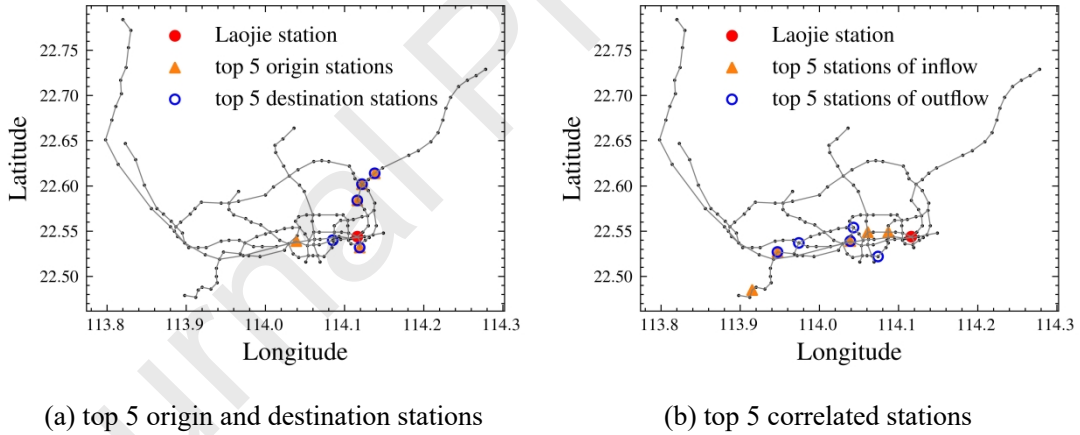 Laojie station
top 5 origin stations
top 5 destination stations
22.75
22.70
22.65
22.60
22.55
22.50
Latitude
113.8 113.9 114.0 114.1 114.2 114.3
Longitude
(a) top 5 origin and destination stations
Laojie station
top 5 stations of inflow
top 5 stations of outflow
22.75
22.70
22.65
22.60
22.55
22.50
Latitude
113.8 113.9 114.0 114.1 114.2 114.3
Longitude
(b) top 5 correlated stations
urnal P